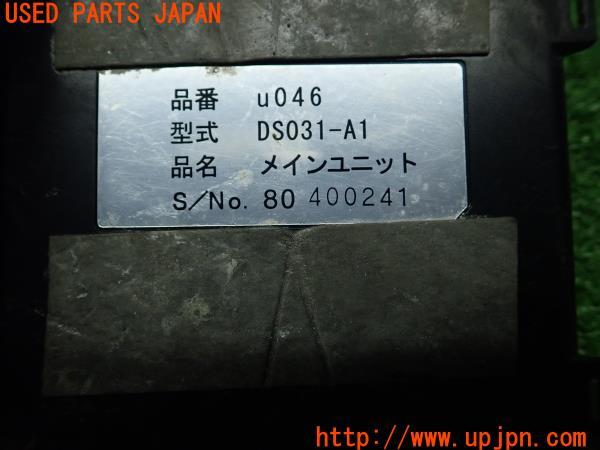 USED PARTS JAPAN
品番 u046
型式 DS031-A1
品名 メインユニット
S/No. 80 400241
http://www.upjpn.com